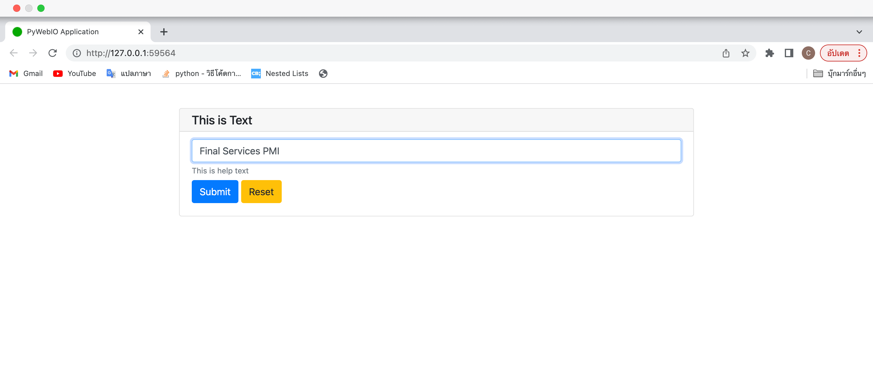 PyWebIO Application
http://127.0.0.1:59564
C
อัปเดต
Gmail
YouTube
แปลภาษา
python - วิธีโค้ดกา...
Nested Lists
บุ๊กมาร์กอื่นๆ
This is Text
Final Services PMI
This is help text
Submit
Reset